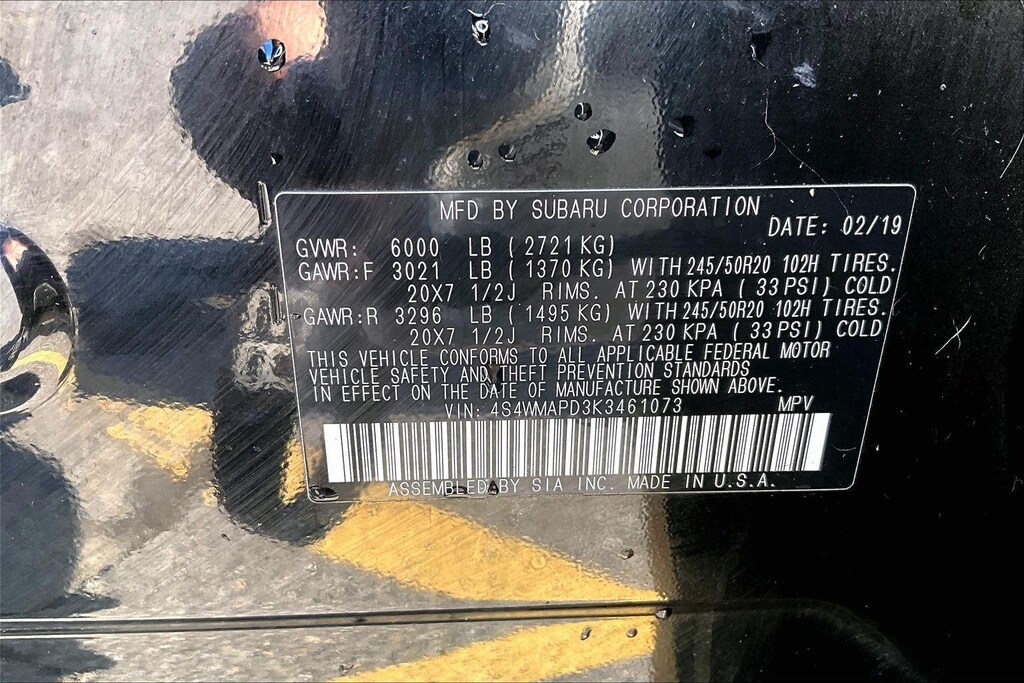 MFD BY SUBARU CORPORATION
DATE: 02/19
GVWR: 6000 LB (2721 KG)
GAWR:F 3021 LB (1370 KG) WITH 245/50R20 102H TIRES.
20X7 1/2J RIMS. AT 230 KPA (33 PSI) COLD
GAWR:R 3296 LB (1495 KG) WITH 245/50R20 102H TIRES.
20X7 1/2J RIMS. AT 230 KPA (33 PSI) COLD
THIS VEHICLE CONFORMS TO ALL APPLICABLE FEDERAL MOTOR
VEHICLE SAFETY AND THEFT PREVENTION STANDARDS
IN EFFECT ON THE DATE OF MANUFACTURE SHOWN ABOVE.
VIN: 4S4WMAPD3K3461073 MPV
ASSEMBLED BY SIA INC. MADE IN U.S.A.